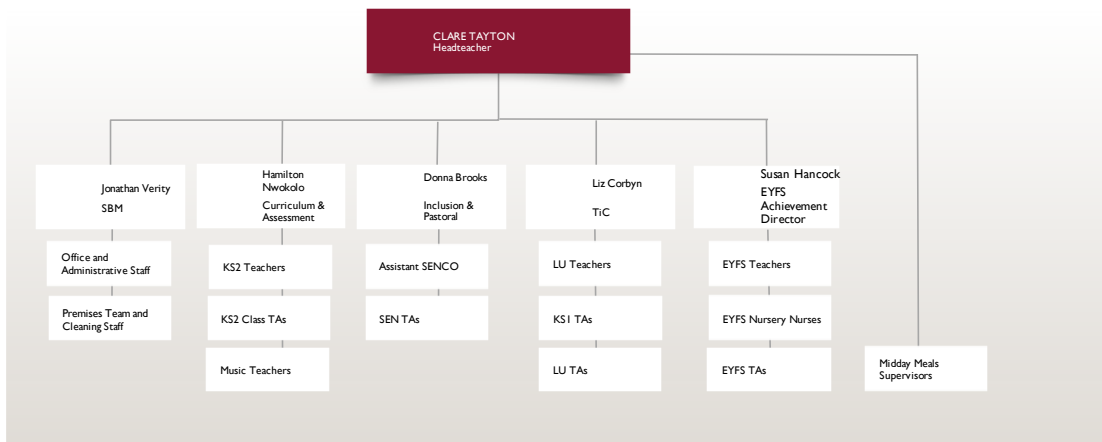 CLARE TAYTON
Headteacher
Jonathan Verity
SBM
Hamilton
Nwokolo
Curriculum &
Assessment
Donna Brooks
Inclusion &
Pastoral
Liz Corbyn
TiC
Susan Hancock
EYFS
Achievement
Director
Office and
Administrative Staff
KS2 Teachers
Assistant SENCO
LU Teachers
EYFS Teachers
Premises Team and
Cleaning Staff
KS2 Class TAs
SEN TAs
KS1 TAs
EYFS Nursery Nurses
Music Teachers
LU TAs
EYFS TAs
Midday Meals
Supervisors